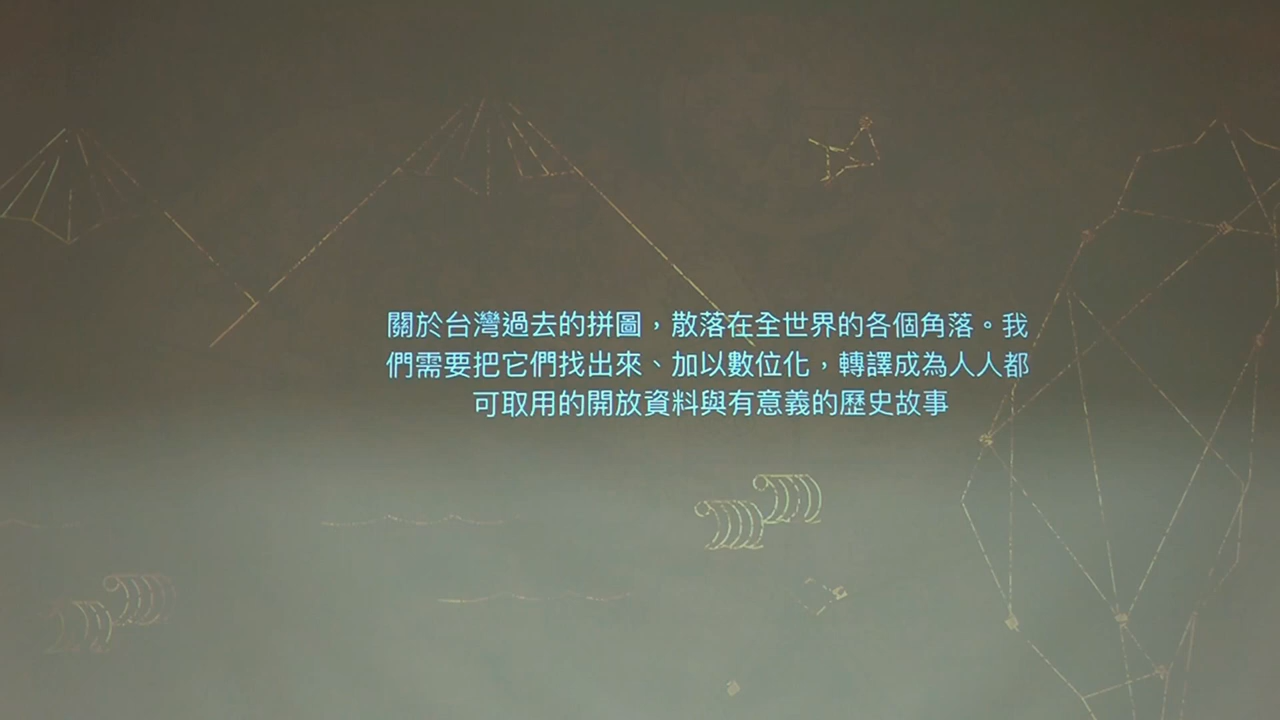 關於台灣過去的拼圖，散落在全世界的各個角落。我
們需要把它們找出來、加以數位化，轉譯成為人人都
可取用的開放資料與有意義的歷史故事